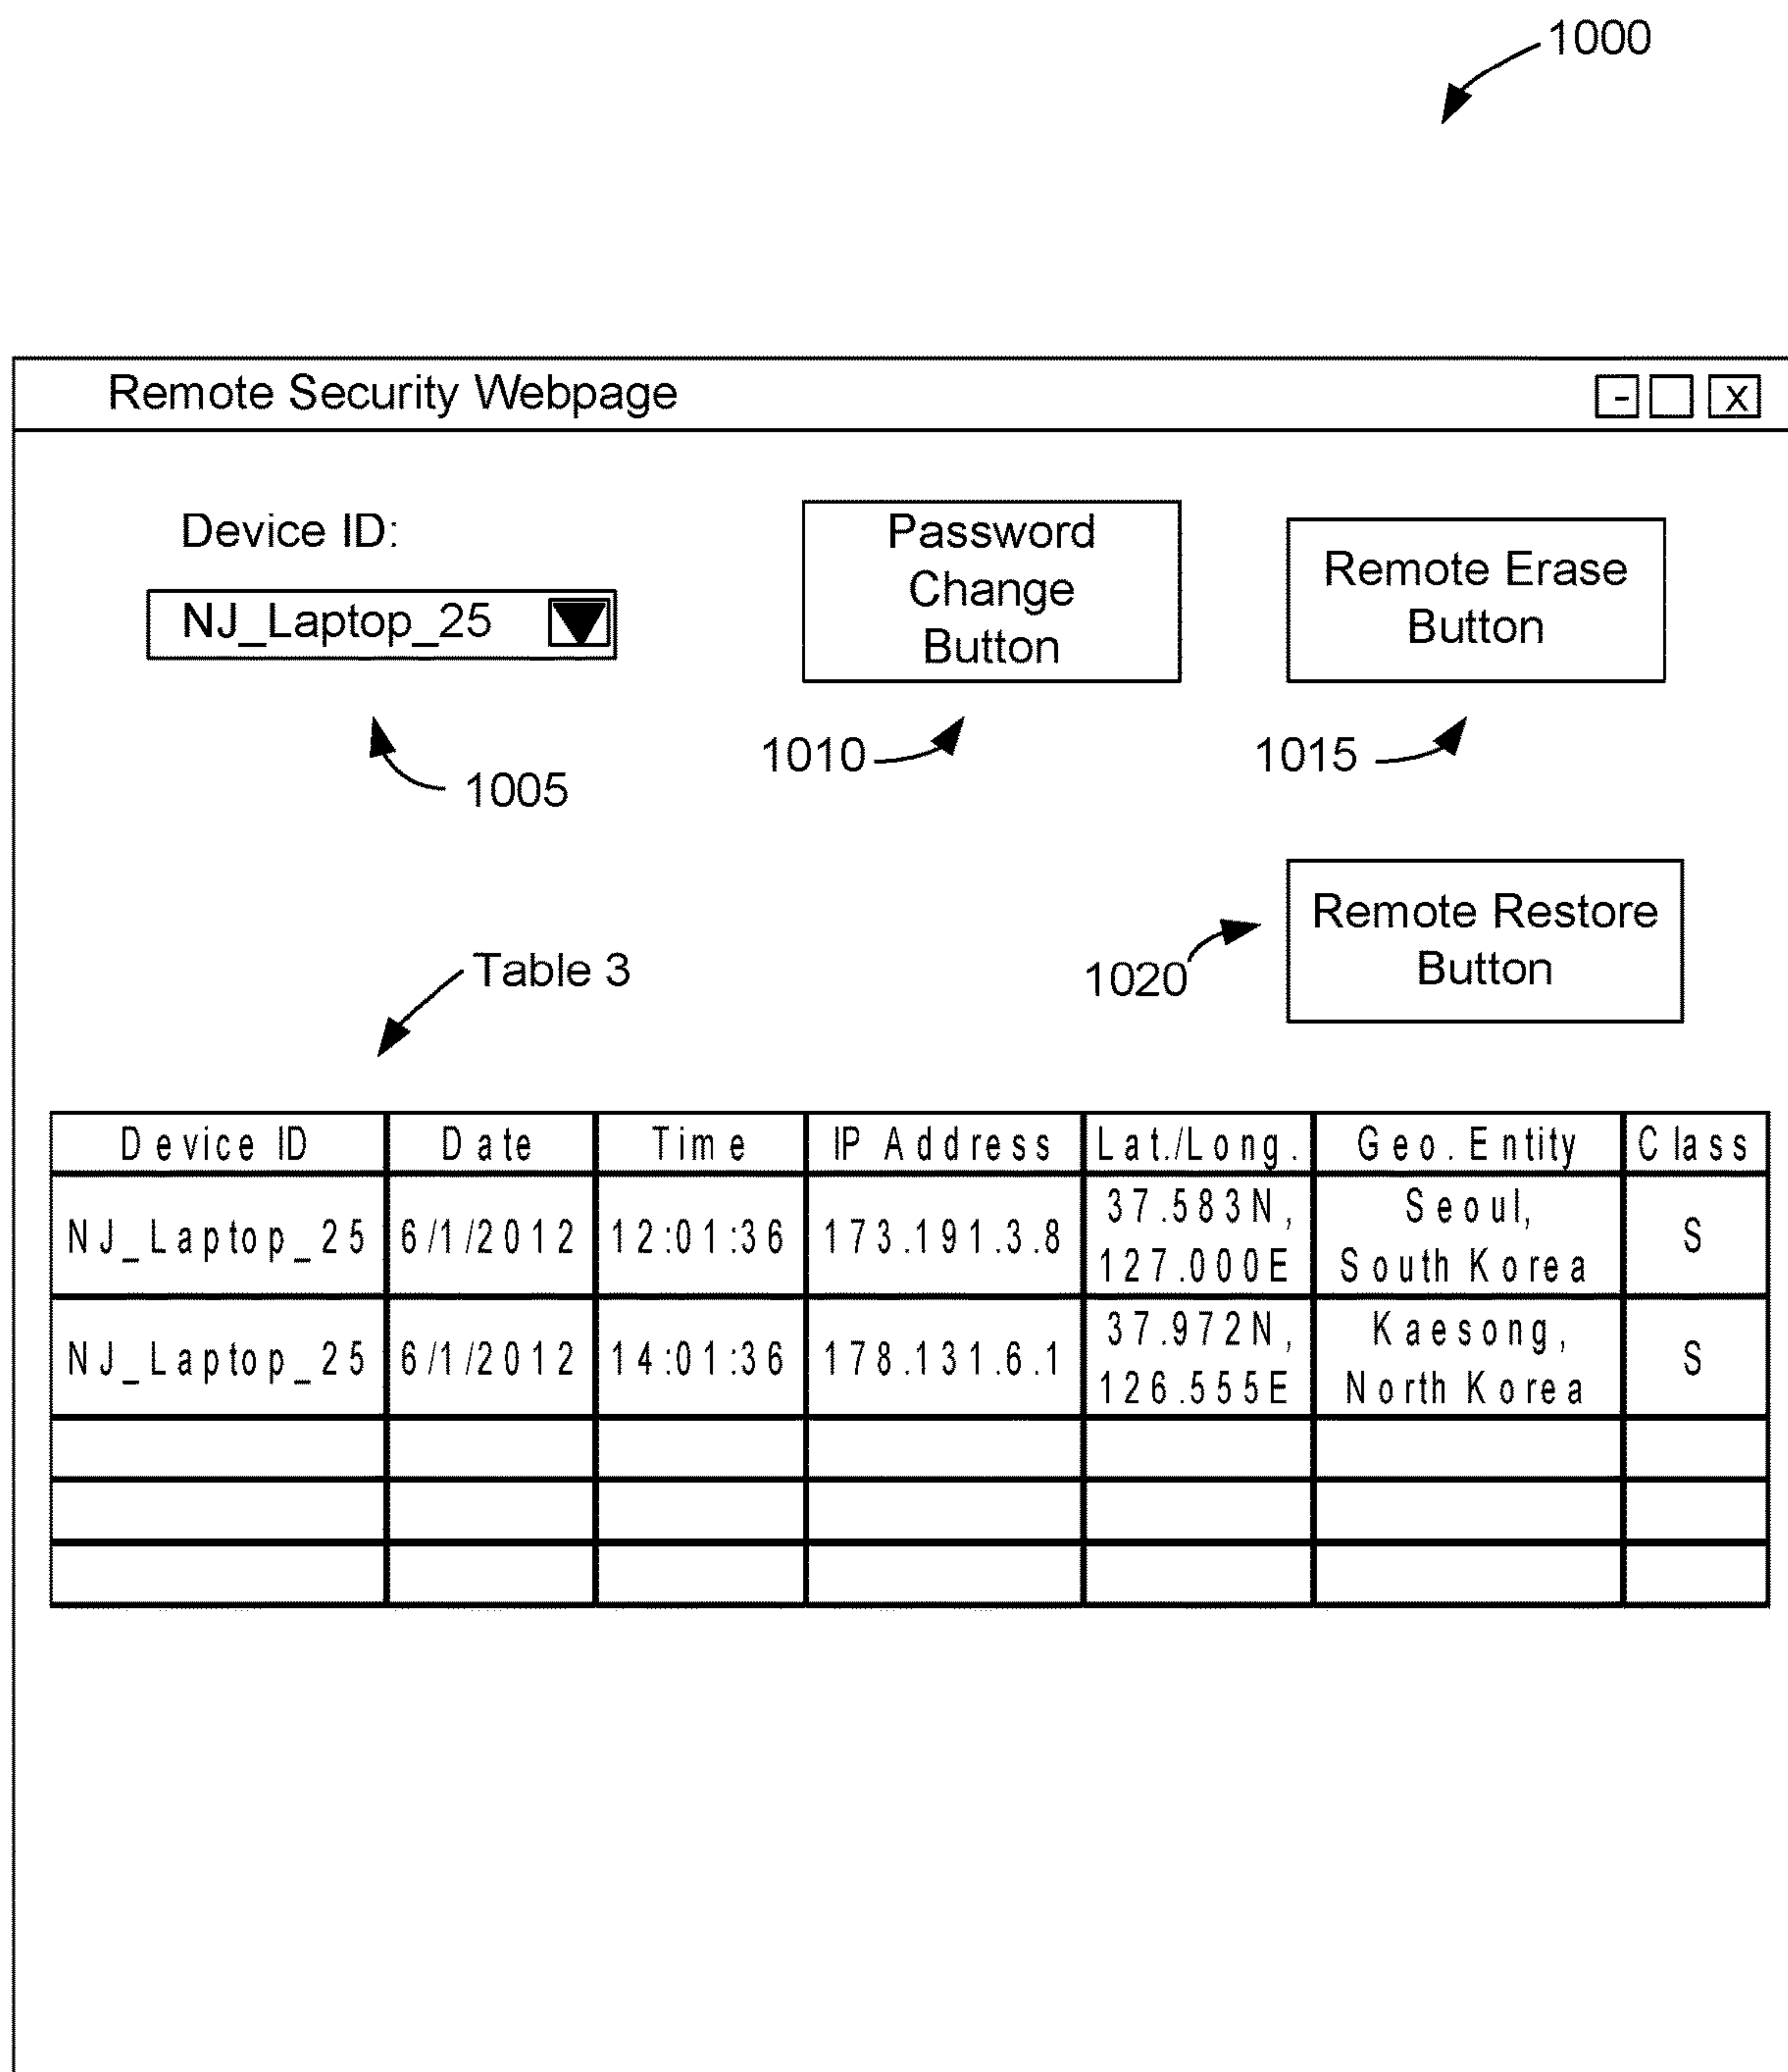 1000
Remote Security Webpage
- X
Device ID:
NJ_Laptop_25
Password
Change
Button
Remote Erase
Button
1005
1010
1015
Remote Restore
Button
1020
Table 3
Device ID Date Time IP Address Lat./Long. Geo. Entity Class
NJ_Laptop_25 6/1/2012 12:01:36 173.191.3.8 37.583N, 127.000E Seoul, South Korea S
NJ_Laptop_25 6/1/2012 14:01:36 178.131.6.1 37.972N, 126.555E Kaesong, North Korea S